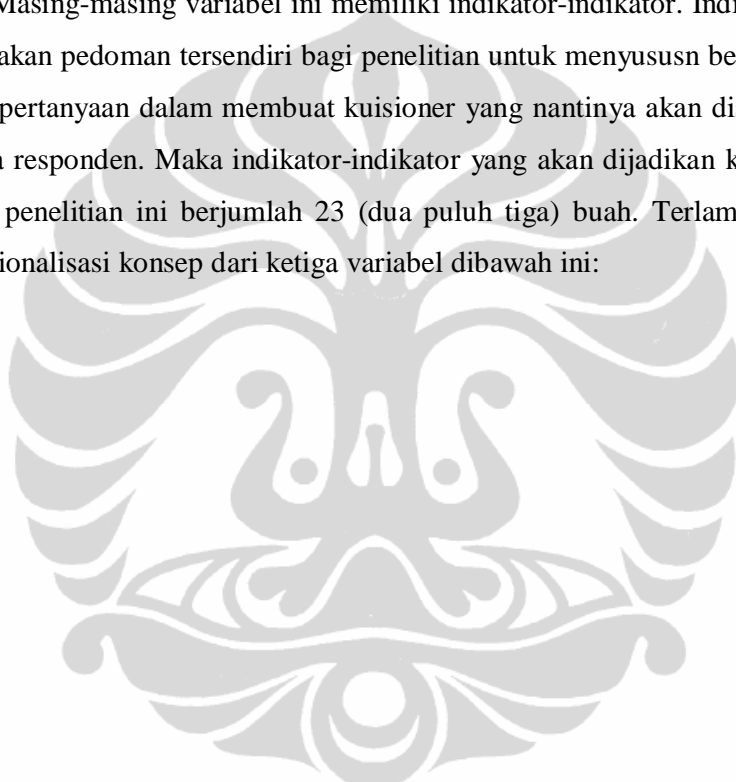 Masing-masing variabel ini memiliki indikator-indikator. Indi
akan pedoman tersendiri bagi penelitian untuk menyususn be
pertanyaan dalam membuat kuisioner yang nantinya akan di
a responden. Maka indikator-indikator yang akan dijadikan k
penelitian ini berjumlah 23 (dua puluh tiga) buah. Terlam
ionalisasi konsep dari ketiga variabel dibawah ini: